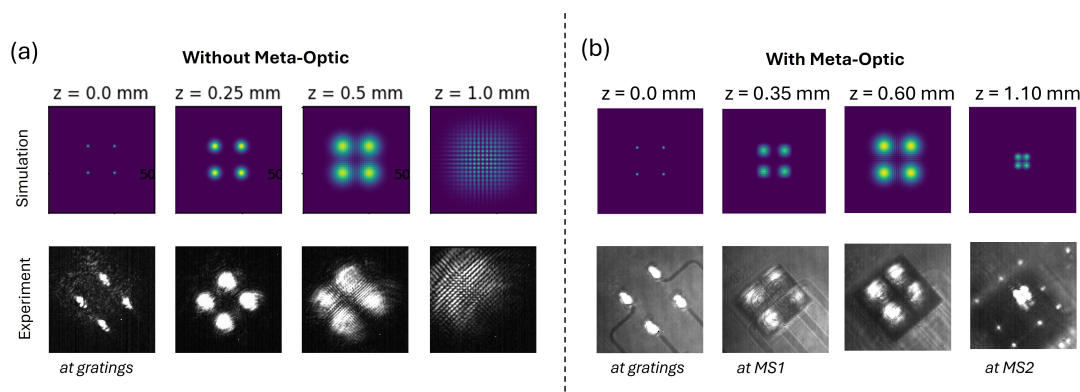 (a)
Without Meta-Optic
z = 0.0 mm
z = 0.25 mm
z = 0.5 mm
z = 1.0 mm
Simulation
50
50
50
Experiment
at gratings
(b)
With Meta-Optic
z = 0.0 mm
z = 0.35 mm
z = 0.60 mm
z = 1.10 mm
at gratings
at MS1
at MS2